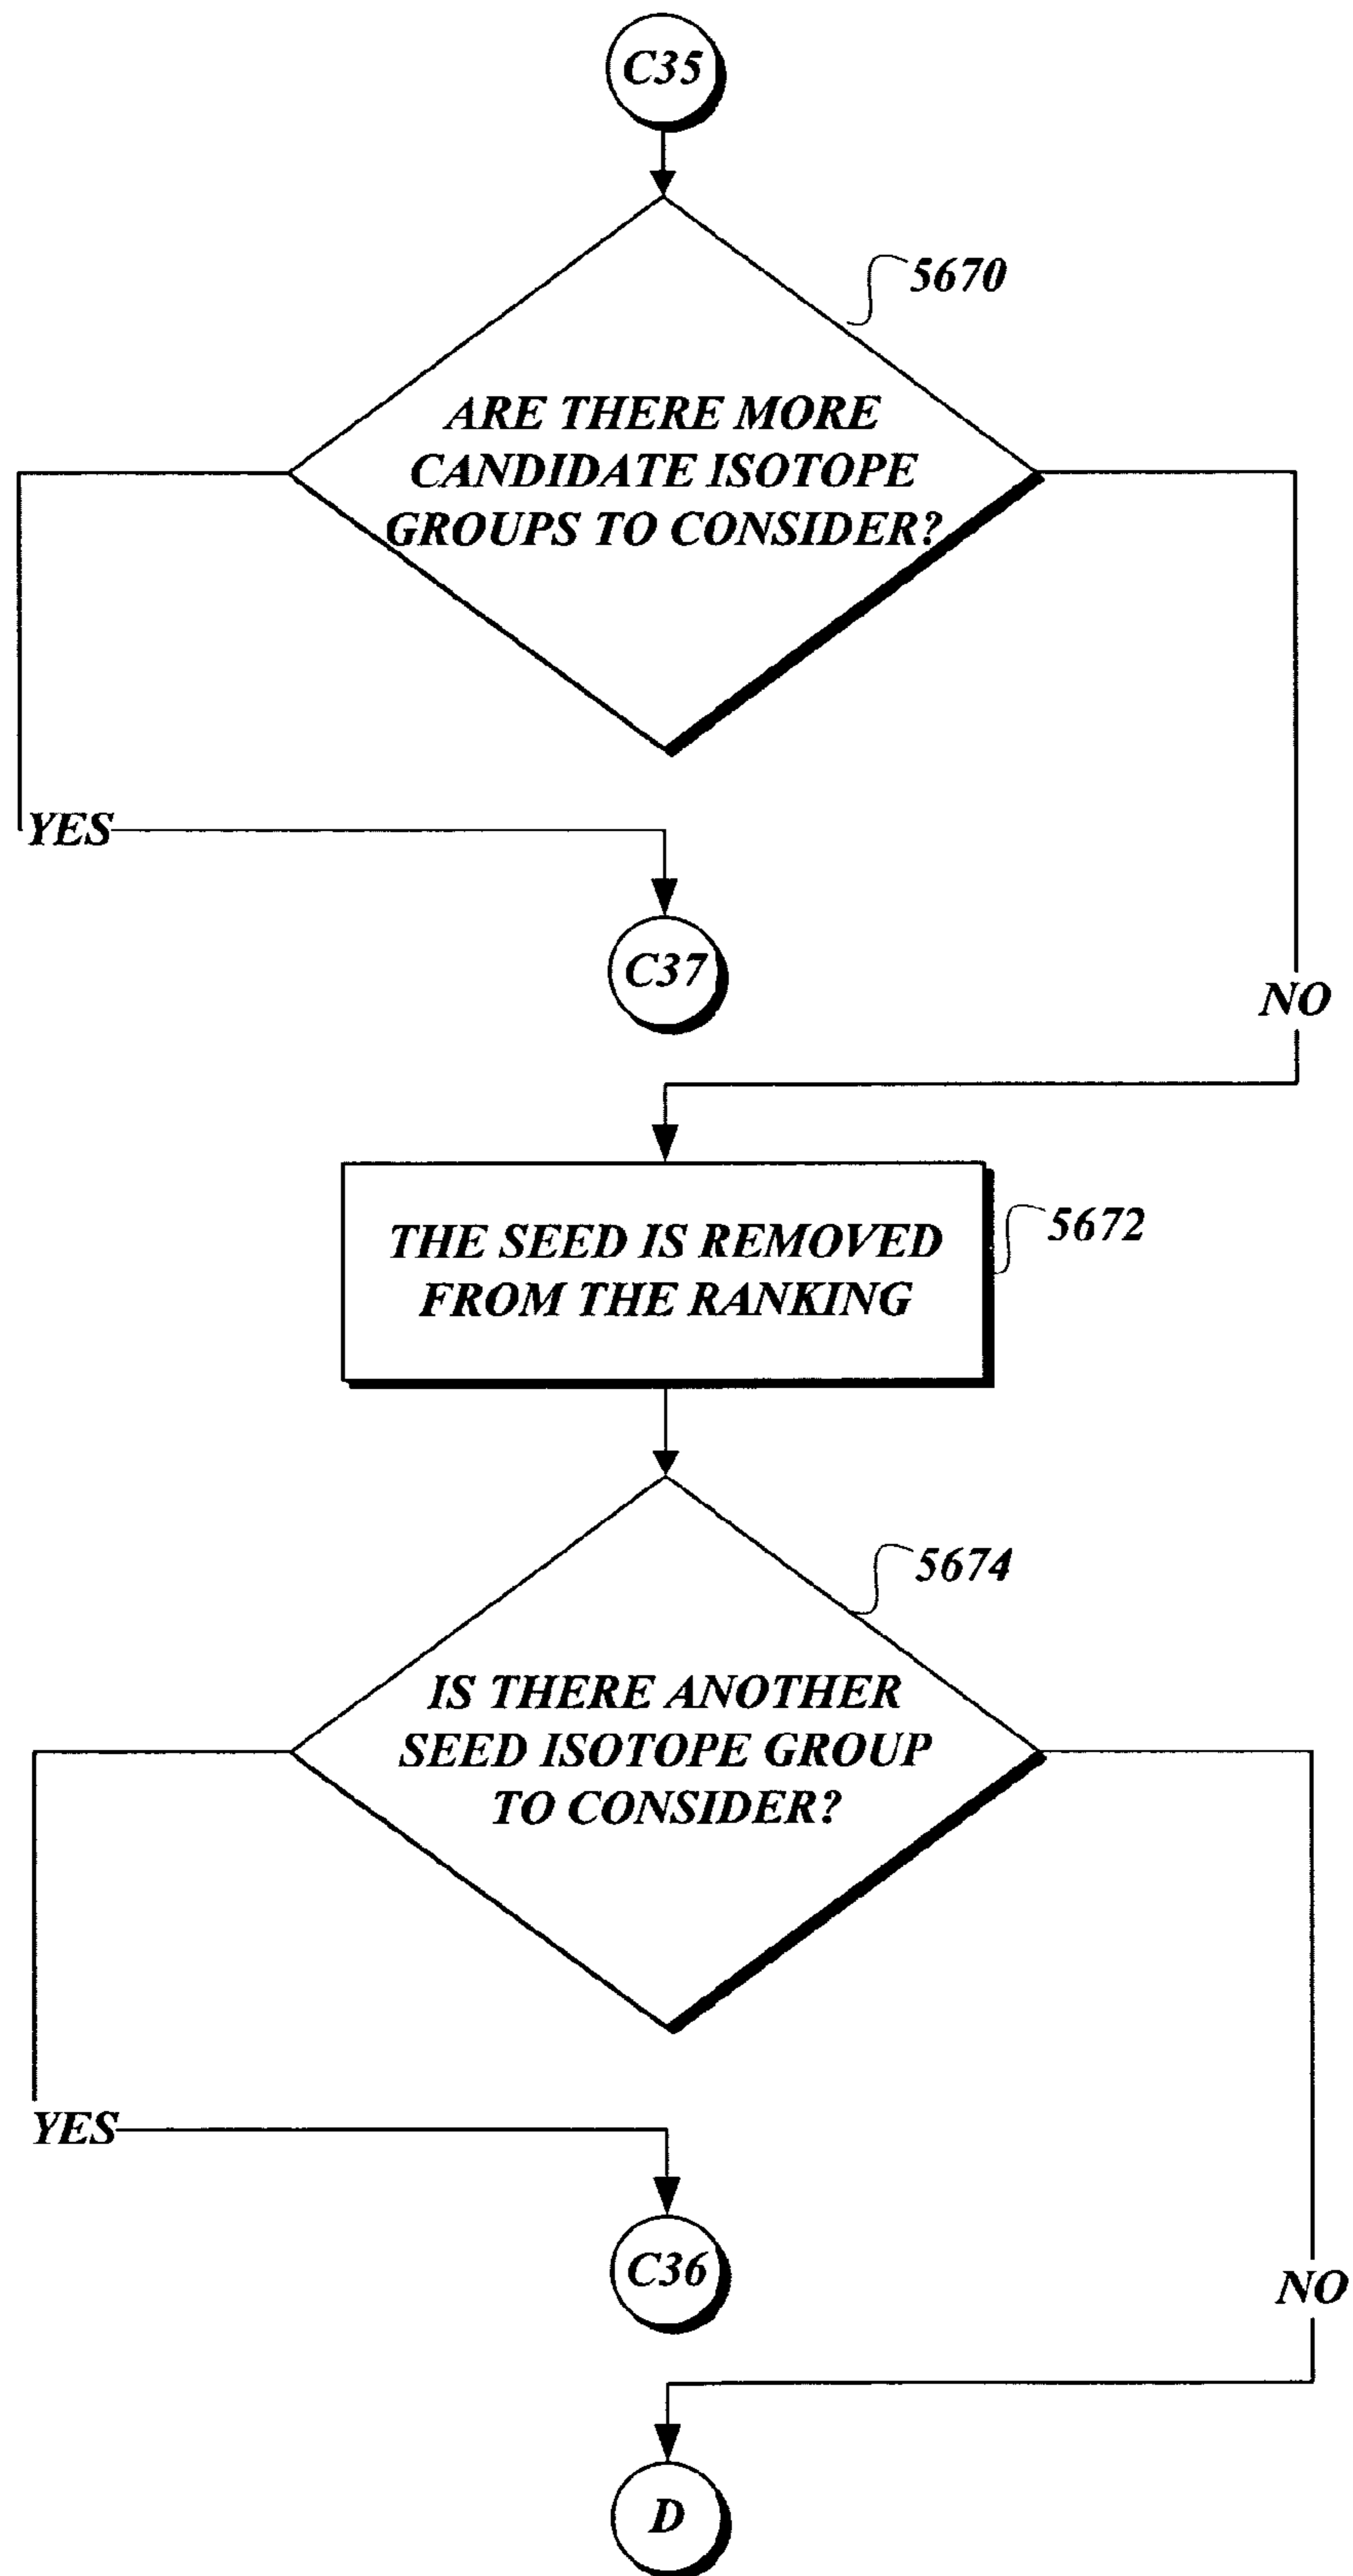 C35
5670
ARE THERE MORE
CANDIDATE ISOTOPE
GROUPS TO CONSIDER?
YES
C37
NO
THE SEED IS REMOVED
FROM THE RANKING
5672
5674
IS THERE ANOTHER
SEED ISOTOPE GROUP
TO CONSIDER?
YES
C36
NO
D